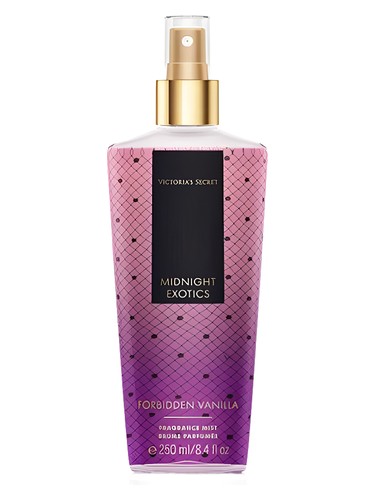 VICTORIA'S SECRET
MIDNIGHT
EXOTICS
FORBIDDEN VANILLA
FRAGRANCE MIST
BRUME PARFUMÉE
e 250 ml/8.4 fl oz